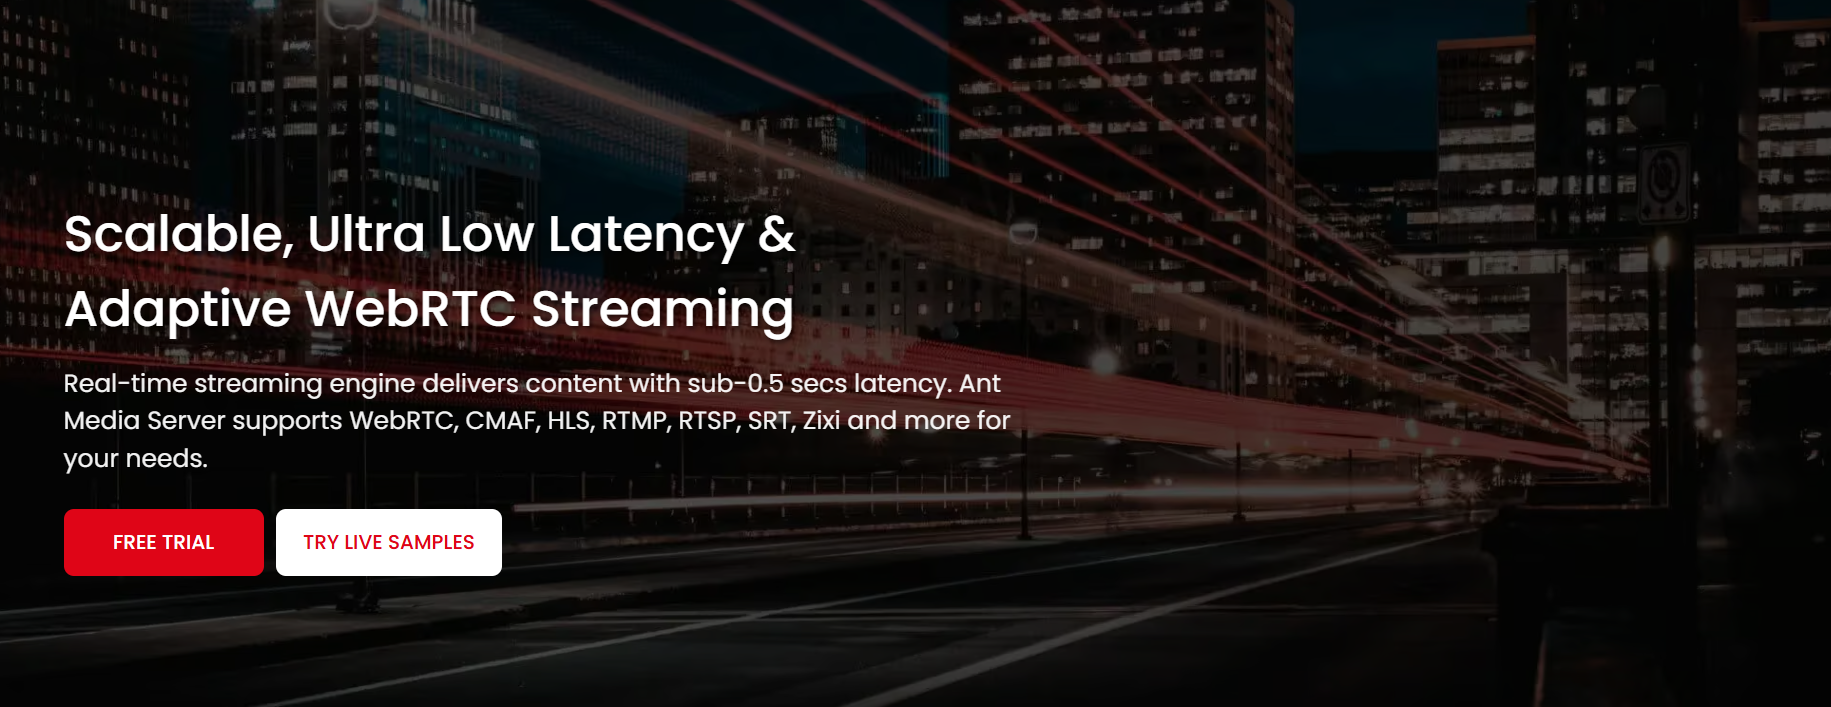 Scalable, Ultra Low Latency &
Adaptive WebRTC Streaming
Real-time streaming engine delivers content with sub-0.5 secs latency. Ant
Media Server supports WebRTC, CMAF, HLS, RTMP, RTSP, SRT, Zixi and more for
your needs.
FREE TRIAL
TRY LIVE SAMPLES